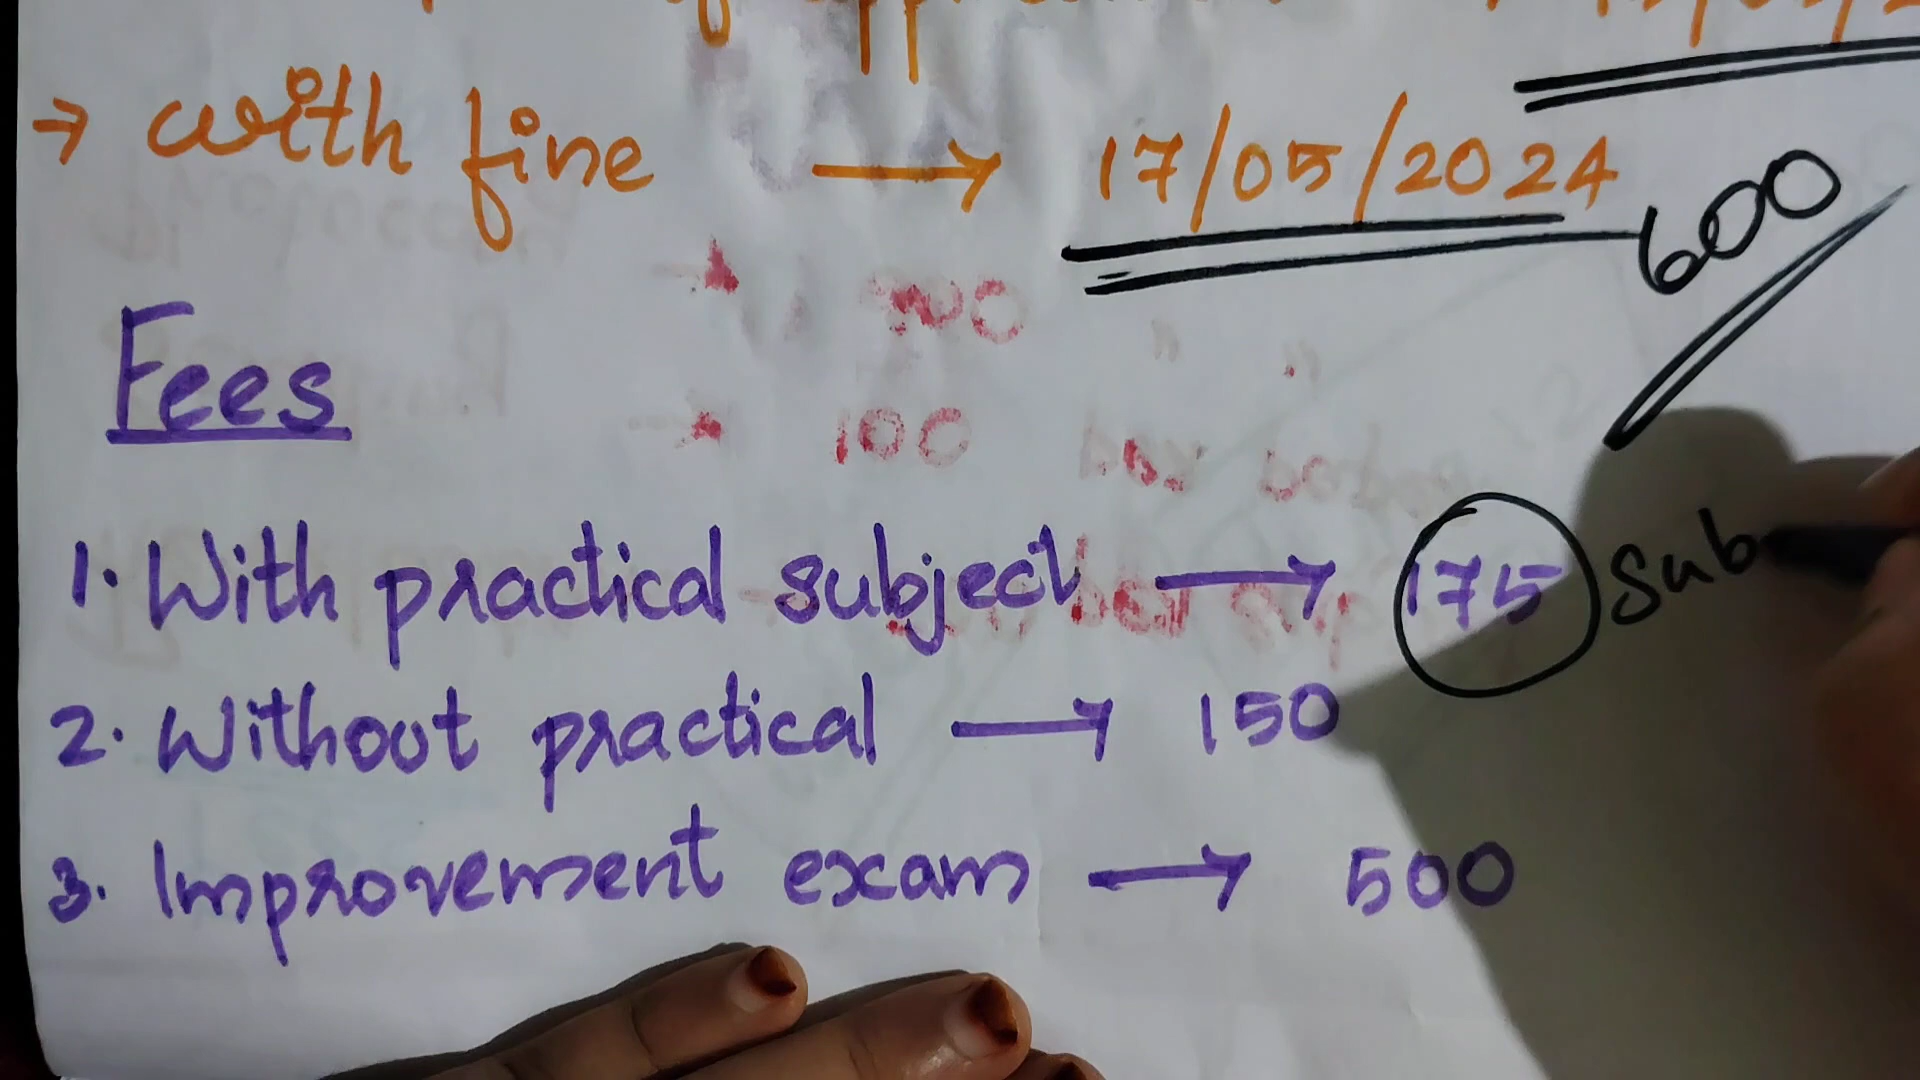 → with fine → 17/05/2024
600
Fees
1. With practical subject → 175 Sub
2. Without practical → 150
3. Improvement exam → 500